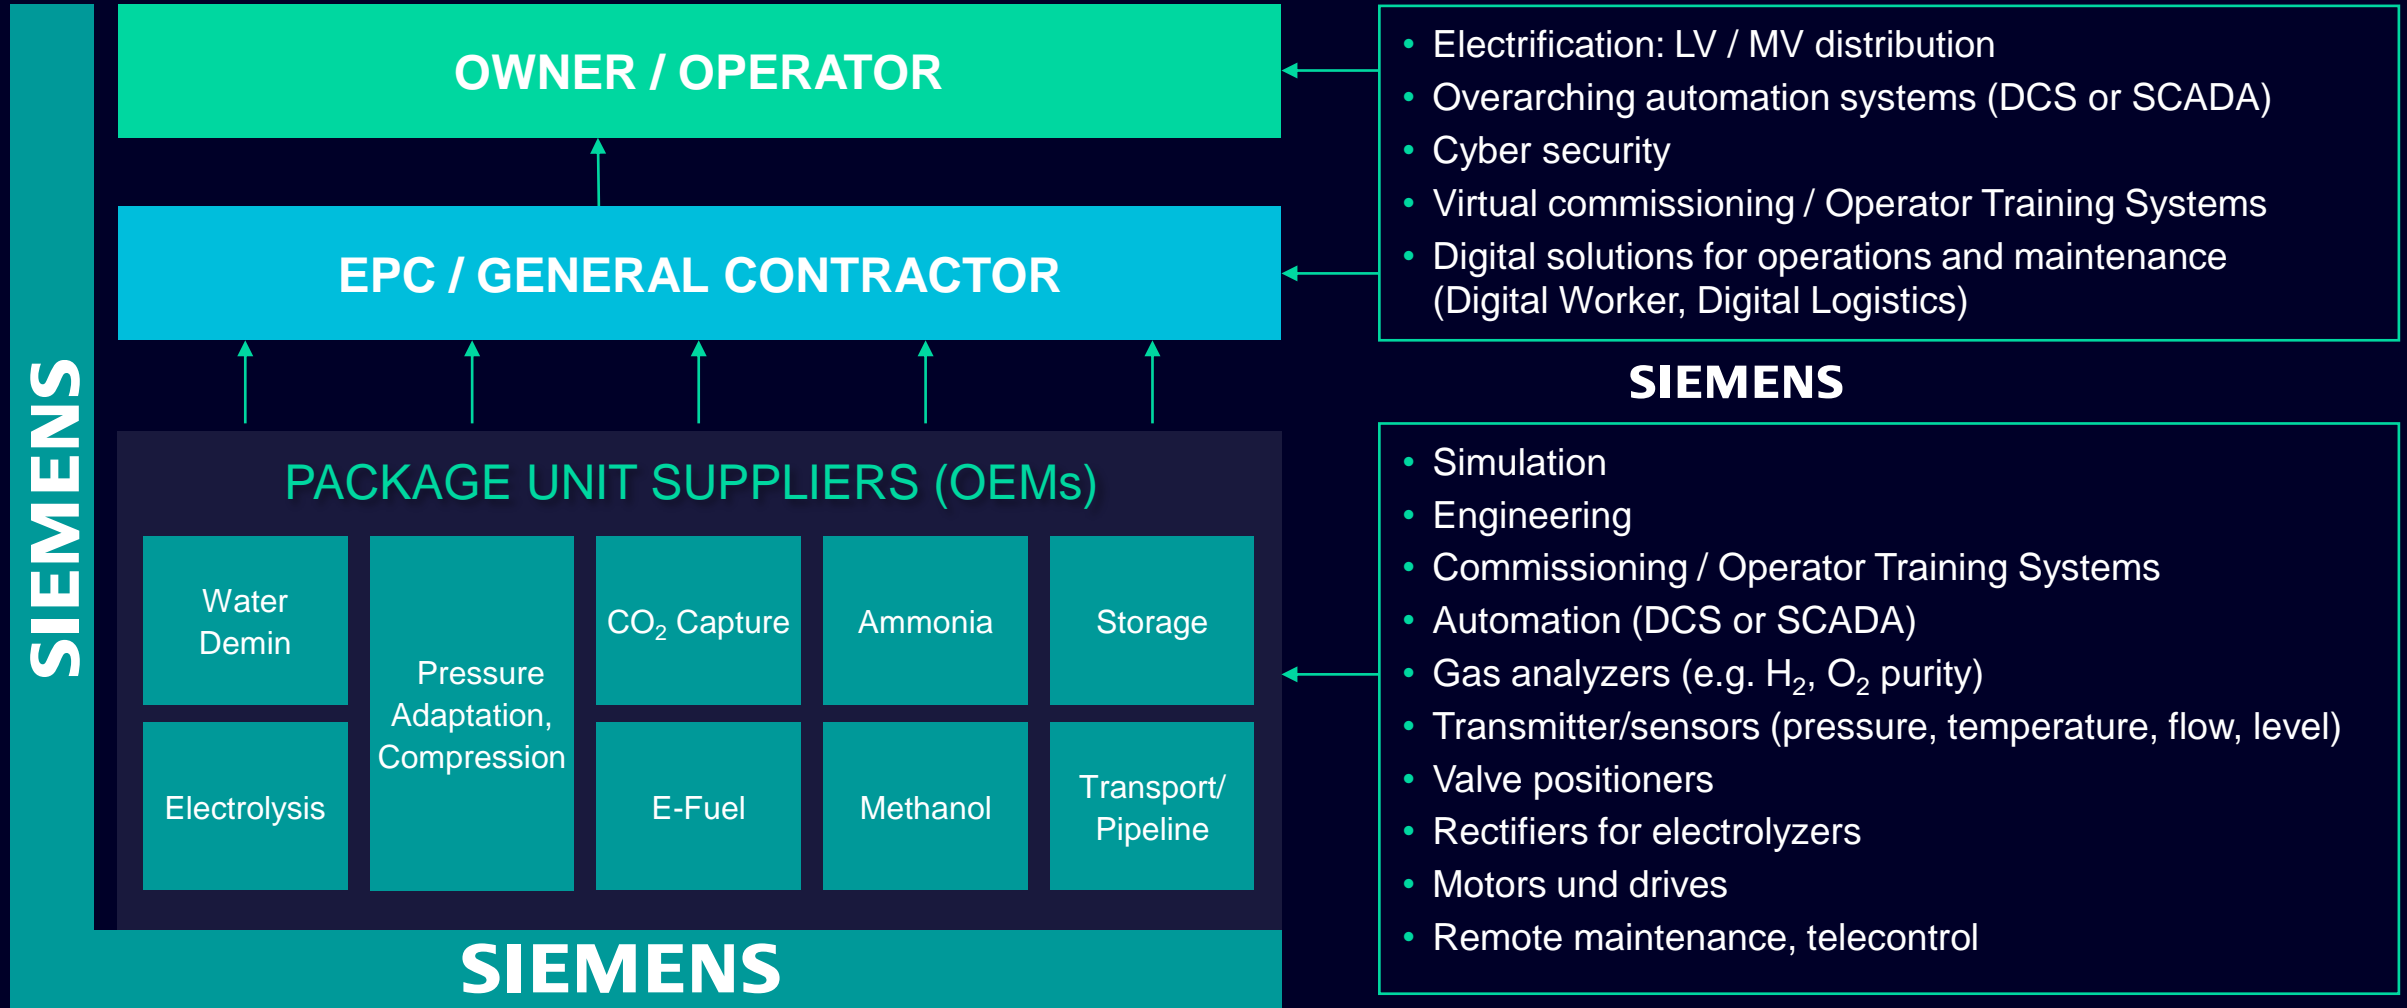 SIEMENS
OWNER / OPERATOR
EPC / GENERAL CONTRACTOR
PACKAGE UNIT SUPPLIERS (OEMs)
Water
Demin
Pressure
Adaptation,
Compression
CO₂ Capture
Ammonia
Storage
Electrolysis
E-Fuel
Methanol
Transport/
Pipeline
SIEMENS
• Electrification: LV / MV distribution
• Overarching automation systems (DCS or SCADA)
• Cyber security
• Virtual commissioning / Operator Training Systems
• Digital solutions for operations and maintenance
(Digital Worker, Digital Logistics)
SIEMENS
• Simulation
• Engineering
• Commissioning / Operator Training Systems
• Automation (DCS or SCADA)
• Gas analyzers (e.g. H₂, O₂ purity)
• Transmitter/sensors (pressure, temperature, flow, level)
• Valve positioners
• Rectifiers for electrolyzers
• Motors und drives
• Remote maintenance, telecontrol